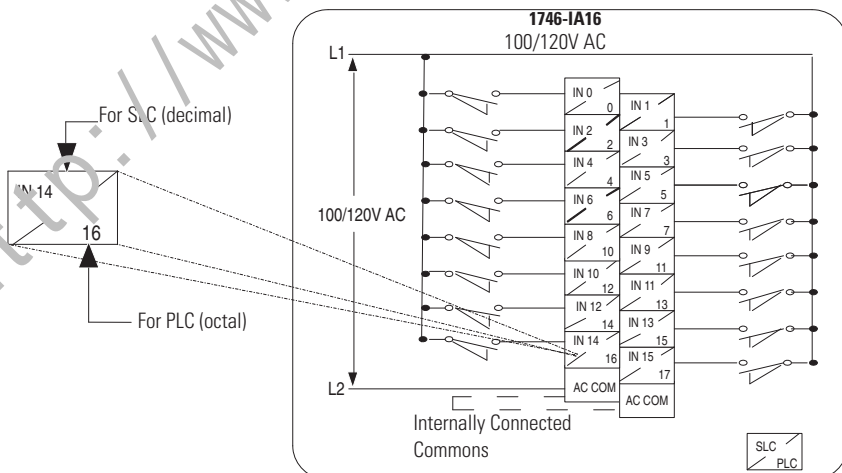 1746-IA16
100/120V AC
L1
For SLC (decimal)
IN 14
16
For PLC (octal)
100/120V AC
IN 0
0
IN 1
1
IN 2
2
IN 3
3
IN 4
4
IN 5
5
IN 6
6
IN 7
7
IN 8
10
IN 9
11
IN 10
12
IN 11
13
IN 12
14
IN 13
15
IN 14
16
IN 15
17
L2
AC COM
AC COM
Internally Connected
Commons
SLC
PLC
http://www